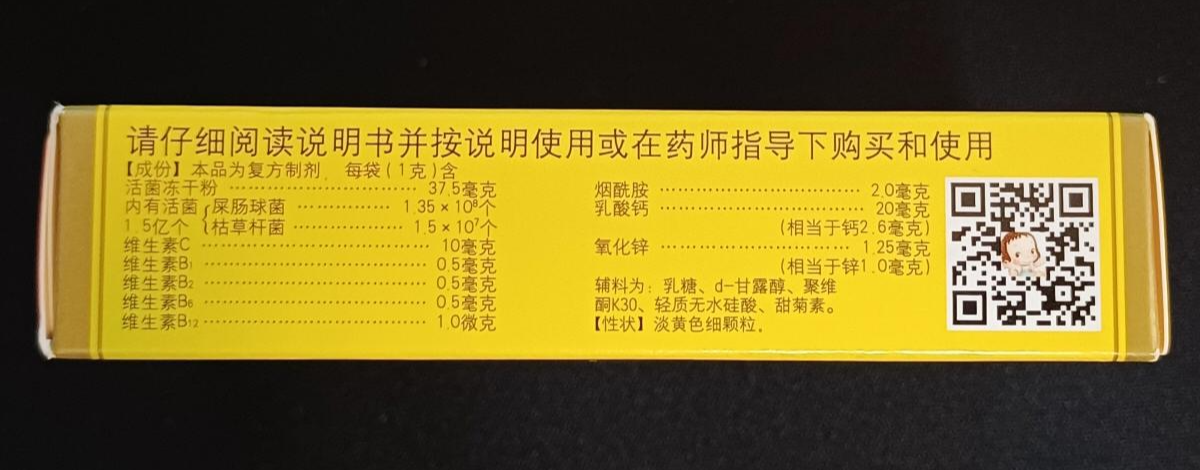 请仔细阅读说明书并按说明使用或在药师指导下购买和使用
【成份】本品为复方制剂，每袋(1克)含
活菌冻干粉 ·················· 37.5毫克
内有活菌{屎肠球菌 ·················· 1.35×10⁸个
1.5亿个{枯草杆菌 ·················· 1.5×10⁷个
维生素C ·················· 10毫克
维生素B₁ ·················· 0.5毫克
维生素B₂ ·················· 0.5毫克
维生素B₆ ·················· 0.5毫克
维生素B₁₂ ·················· 1.0微克
烟酰胺 ·················· 2.0毫克
乳酸钙 ·················· 20毫克
(相当于钙2.6毫克)
氧化锌 ·················· 1.25毫克
(相当于锌1.0毫克)
辅料为：乳糖、d-甘露醇、聚维
酮K30、轻质无水硅酸、甜菊素。
【性状】淡黄色细颗粒。